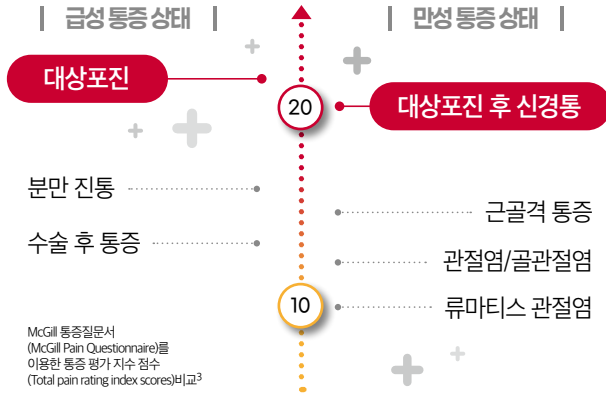 급성 통증 상태
만성 통증 상태
대상포진
20
대상포진 후 신경통
분만 진통
수술 후 통증
근골격 통증
관절염/골관절염
10
류마티스 관절염
McGill 통증질문서
(McGill Pain Questionnaire)를
이용한 통증 평가 지수 점수
(Total pain rating index scores)비교3